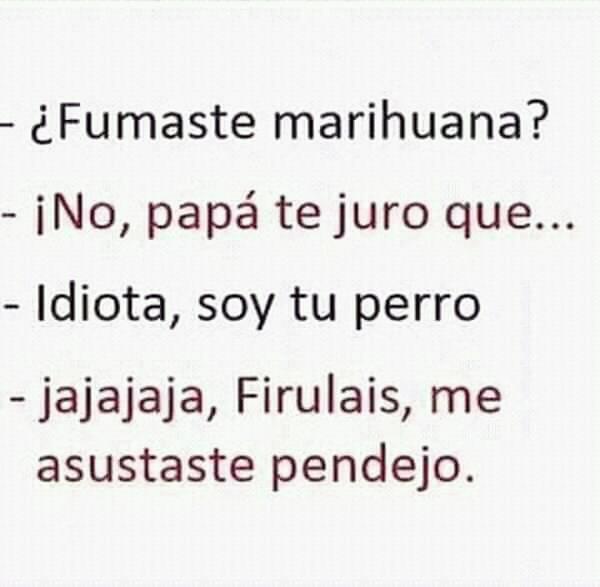 - ¿Fumaste marihuana?
- ¡No, papá te juro que...
- Idiota, soy tu perro
- jajajaja, Firulais, me
asustaste pendejo.